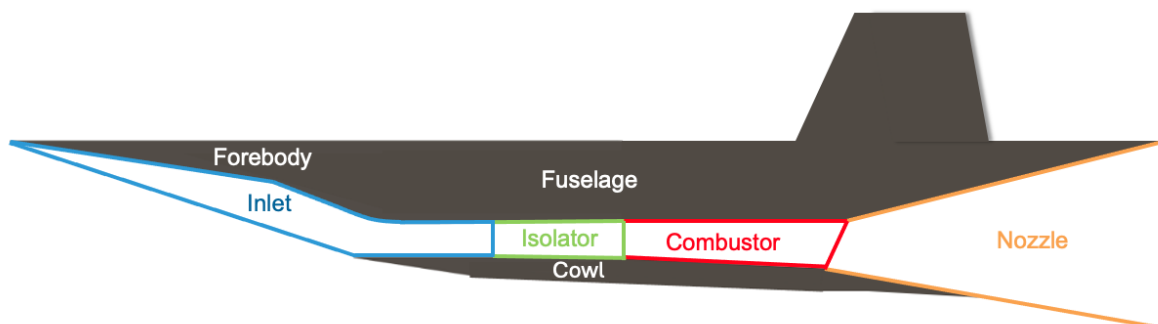 Forebody
Fuselage
Inlet
Isolator
Combustor
Nozzle
Cowl